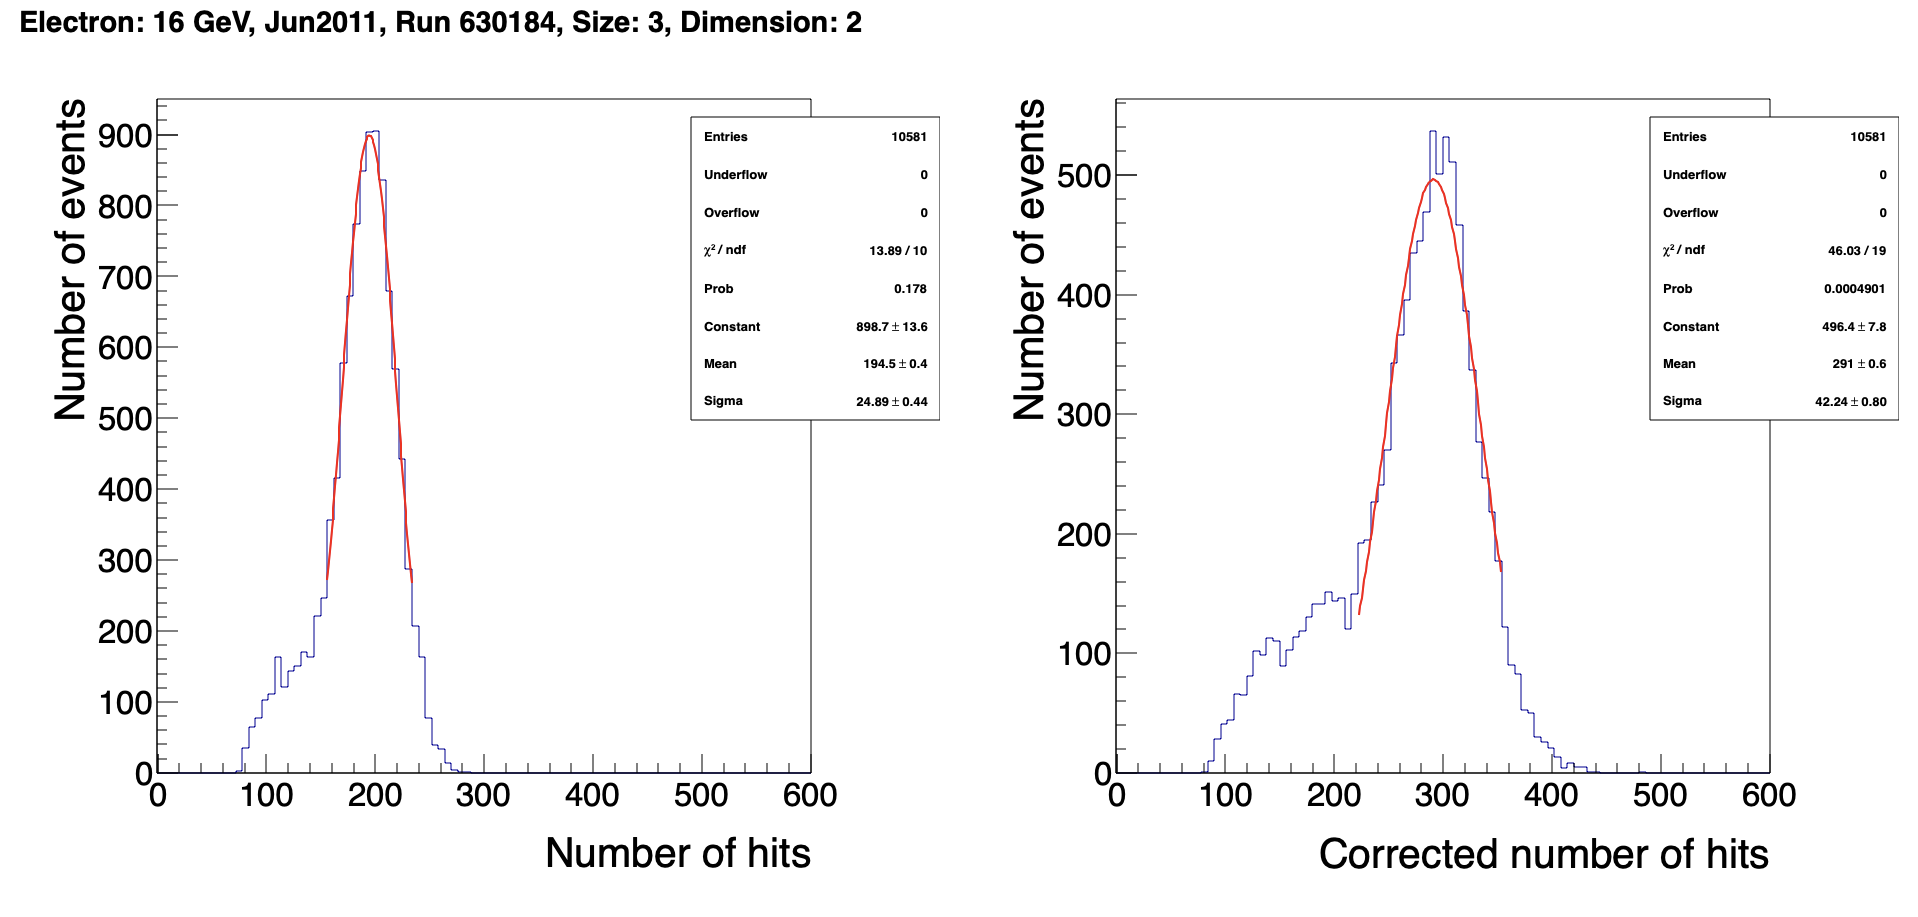 Electron: 16 GeV, Jun2011, Run 630184, Size: 3, Dimension: 2
Number of events
900
800
700
600
500
400
300
200
100
0
0 100 200 300 400 500 600
Number of hits
Entries 10581
Underflow 0
Overflow 0
χ² / ndf 13.89 / 10
Prob 0.178
Constant 898.7 ± 13.6
Mean 194.5 ± 0.4
Sigma 24.89 ± 0.44
Number of events
500
400
300
200
100
0
0 100 200 300 400 500 600
Corrected number of hits
Entries 10581
Underflow 0
Overflow 0
χ² / ndf 46.03 / 19
Prob 0.0004901
Constant 496.4 ± 7.8
Mean 291 ± 0.6
Sigma 42.24 ± 0.80